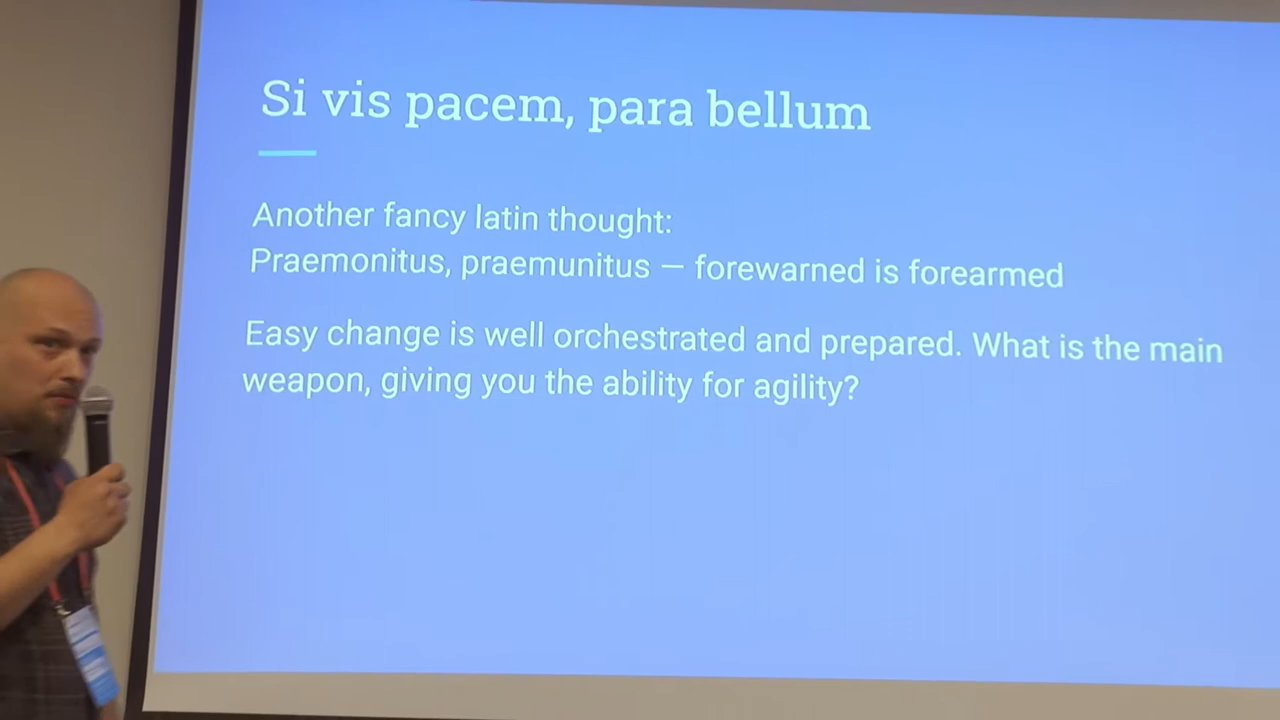 Si vis pacem, para bellum
Another fancy latin thought:
Praemonitus, praemunitus — forewarned is forearmed
Easy change is well orchestrated and prepared. What is the main
weapon, giving you the ability for agility?